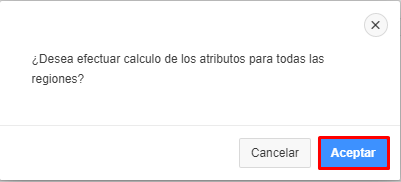 ¿Desea efectuar calculo de los atributos para todas las
regiones?
Cancelar
Aceptar